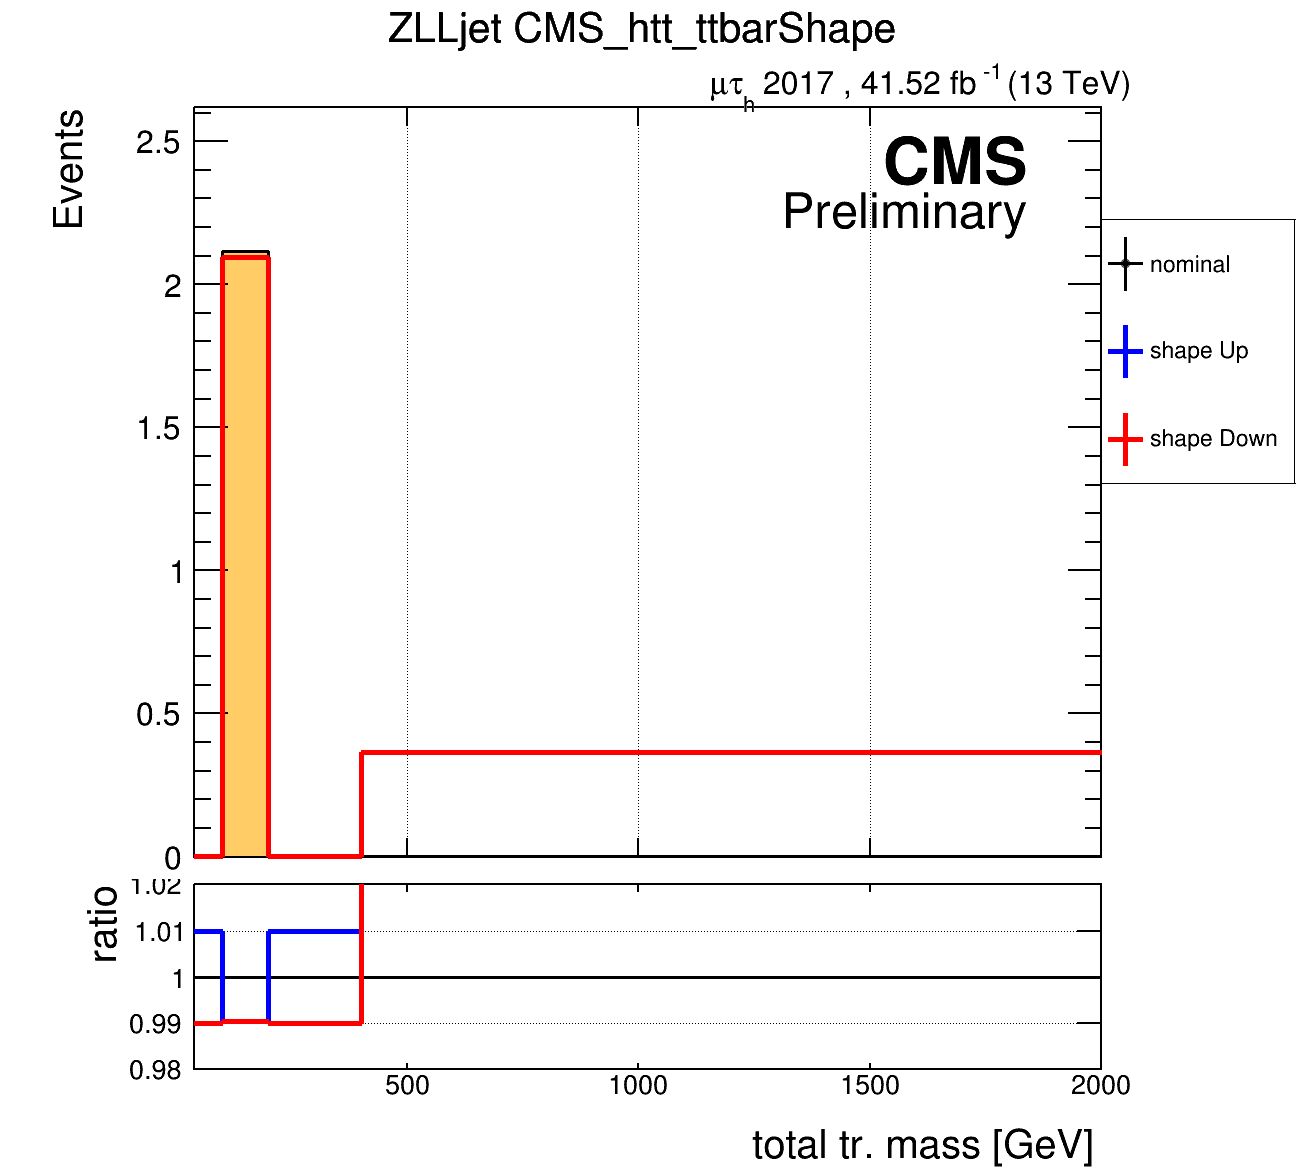 ZLLjet CMS_htt_ttbarShape
μτh 2017 , 41.52 fb-1 (13 TeV)
Events
2.5
2
1.5
1
0.5
0
CMS
Preliminary
nominal
shape Up
shape Down
ratio
1.02
1.01
1
0.99
0.98
500 1000 1500 2000
total tr. mass [GeV]